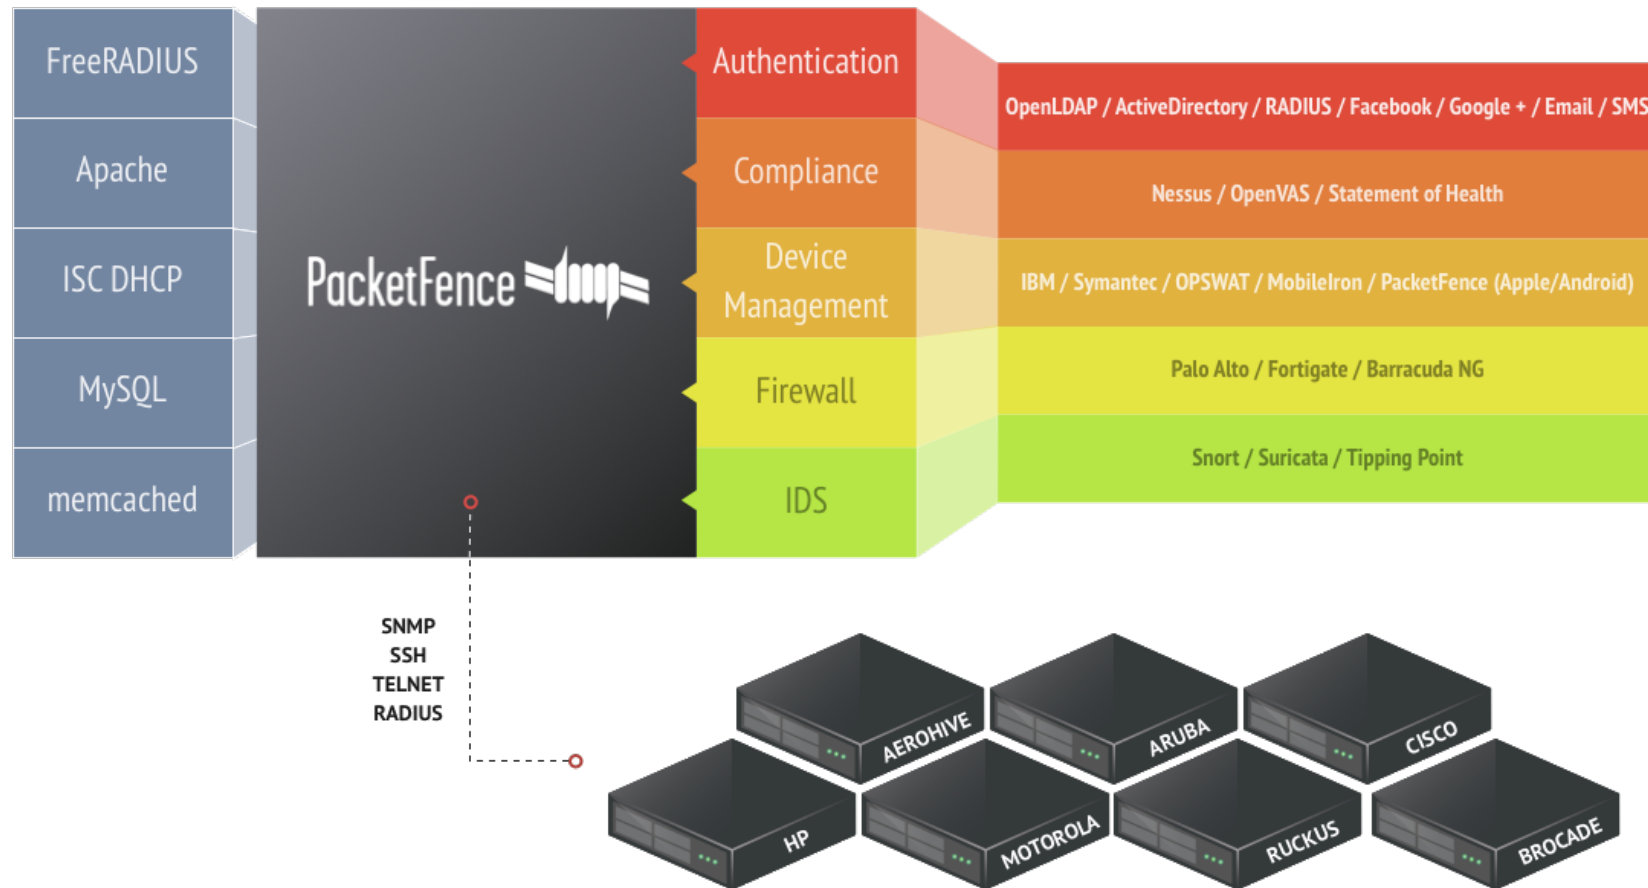 FreeRADIUS
Apache
ISC DHCP
MySQL
memcached
PacketFence
Authentication
Compliance
Device
Management
Firewall
IDS
OpenLDAP / ActiveDirectory / RADIUS / Facebook / Google + / Email / SMS
Nessus / OpenVAS / Statement of Health
IBM / Symantec / OPSWAT / MobileIron / PacketFence (Apple/Android)
Palo Alto / Fortigate / Barracuda NG
Snort / Suricata / Tipping Point
SNMP
SSH
TELNET
RADIUS
AEROHIVE
ARUBA
CISCO
HP
MOTOROLA
RUCKUS
BROCADE